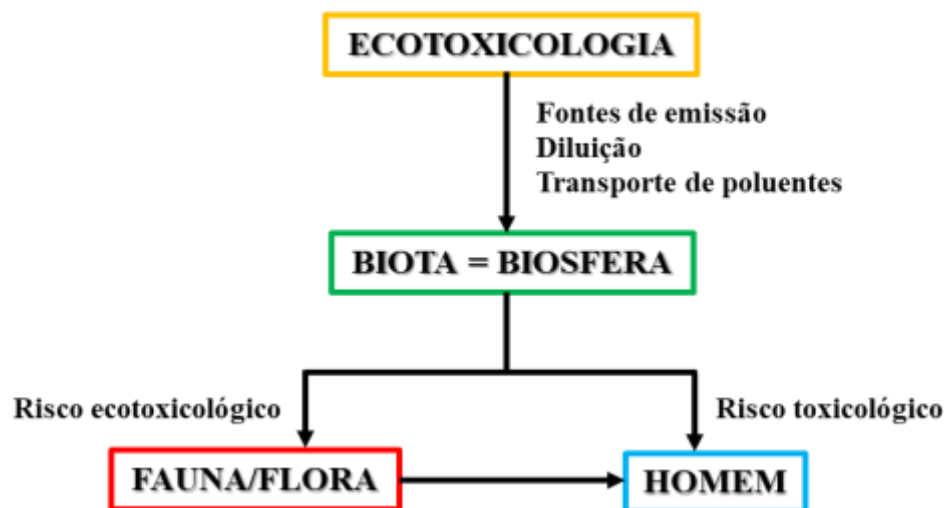 ECOTOXICOLOGIA
Fontes de emissão
Diluição
Transporte de poluentes
BIOTA = BIOSFERA
Risco ecotoxicológico
Risco toxicológico
FAUNA/FLORA
HOMEM